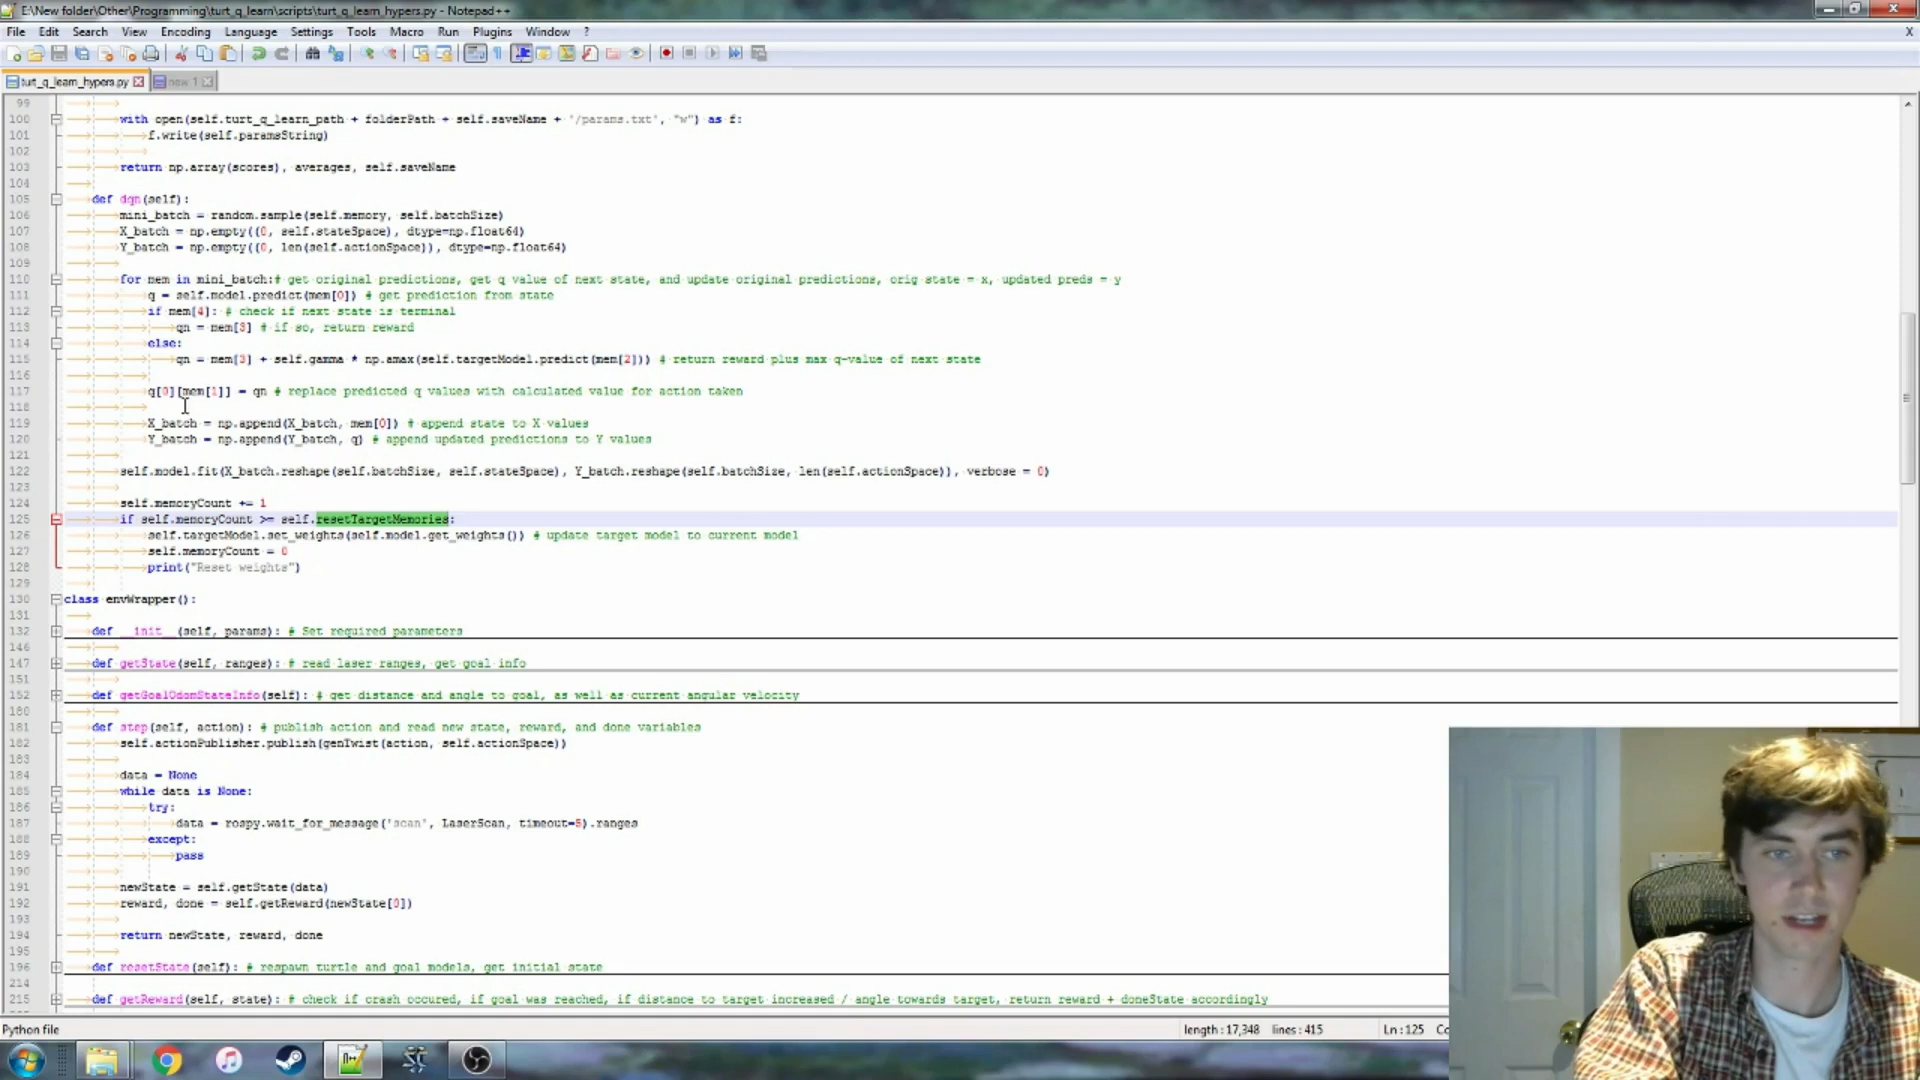 E:\New folder\Other\Programming\turt_q_learn\scripts\turt_q_learn_hypers.py - Notepad++
File Edit Search View Encoding Language Settings Tools Macro Run Plugins Window ? X
turt_q_learn_hypers.py new 1
99
100 with open(self.turt_q_learn_path + folderPath + self.saveName + '/params.txt', "w") as f:
101 f.write(self.paramsString)
102
103 return np.array(scores), averages, self.saveName
104
105 def dqn(self):
106 mini_batch = random.sample(self.memory, self.batchSize)
107 X_batch = np.empty((0, self.stateSpace), dtype=np.float64)
108 Y_batch = np.empty((0, len(self.actionSpace)), dtype=np.float64)
109
110 for mem in mini_batch:# get original predictions, get q value of next state, and update original predictions, orig state = x, updated preds = y
111 q = self.model.predict(mem[0]) # get prediction from state
112 if mem[4]: # check if next state is terminal
113 qn = mem[3] # if so, return reward
114 else:
115 qn = mem[3] + self.gamma * np.amax(self.targetModel.predict(mem[2])) # return reward plus max q-value of next state
116
117 q[0][mem[1]] = qn # replace predicted q values with calculated value for action taken
118
119 X_batch = np.append(X_batch, mem[0]) # append state to X values
120 Y_batch = np.append(Y_batch, q) # append updated predictions to Y values
121
122 self.model.fit(X_batch.reshape(self.batchSize, self.stateSpace), Y_batch.reshape(self.batchSize, len(self.actionSpace)), verbose = 0)
123
124 self.memoryCount += 1
125 if self.memoryCount >= self.resetTargetMemories:
126 self.targetModel.set_weights(self.model.get_weights()) # update target model to current model
127 self.memoryCount = 0
128 print("Reset weights")
129
130 class envWrapper():
131
132 def __init__(self, params): # Set required parameters
146
147 def getState(self, ranges): # read laser ranges, get goal info
151
152 def getGoalOdomStateInfo(self): # get distance and angle to goal, as well as current angular velocity
180
181 def step(self, action): # publish action and read new state, reward, and done variables
182 self.actionPublisher.publish(genTwist(action, self.actionSpace))
183
184 data = None
185 while data is None:
186 try:
187 data = rospy.wait_for_message('scan', LaserScan, timeout=5).ranges
188 except:
189 pass
190
191 newState = self.getState(data)
192 reward, done = self.getReward(newState[0])
193
194 return newState, reward, done
195
196 def resetState(self): # respawn turtle and goal models, get initial state
214
215 def getReward(self, state): # check if crash occured, if goal was reached, if distance to target increased / angle towards target, return reward + doneState accordingly
Python file length : 17,348 lines : 415 Ln : 125 Co